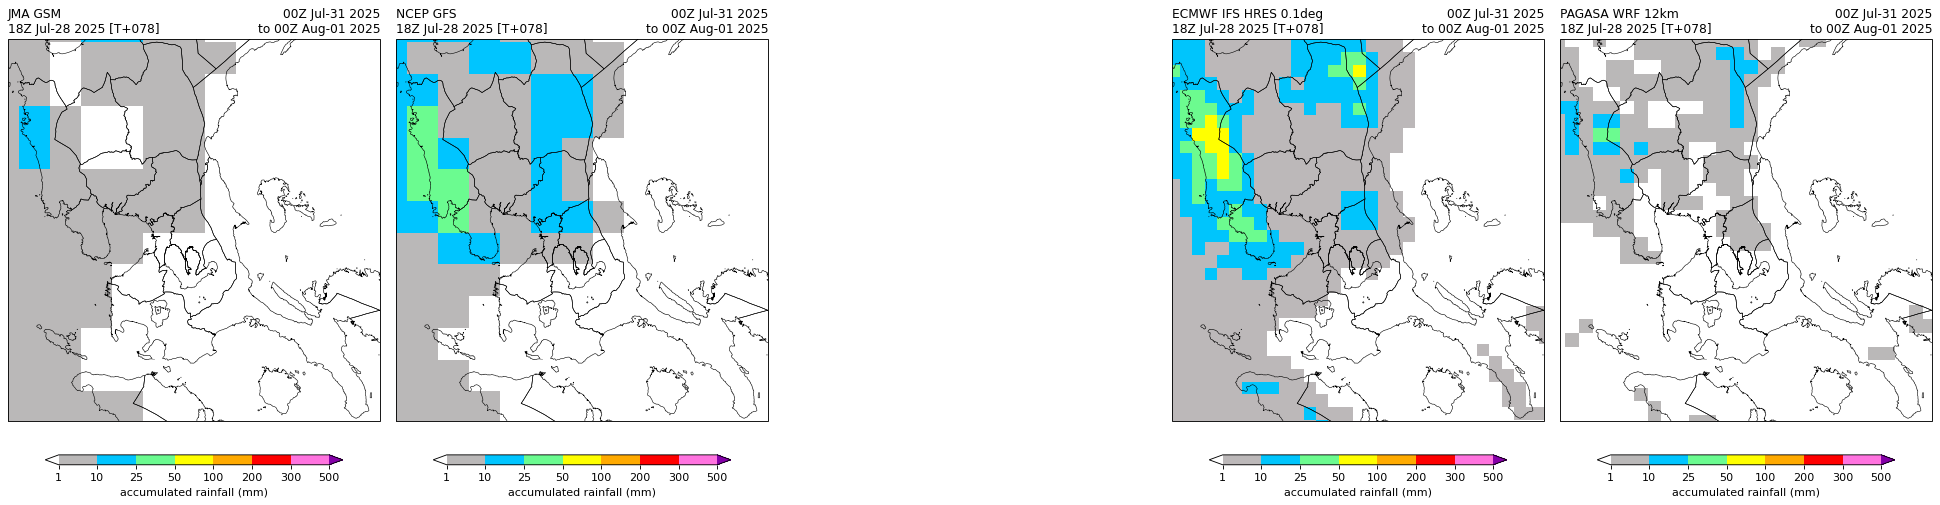 JMA GSM 00Z Jul-31 2025
18Z Jul-28 2025 [T+078] to 00Z Aug-01 2025
1 10 25 50 100 200 300 500
accumulated rainfall (mm)
NCEP GFS 00Z Jul-31 2025
18Z Jul-28 2025 [T+078] to 00Z Aug-01 2025
1 10 25 50 100 200 300 500
accumulated rainfall (mm)
ECMWF IFS HRES 0.1deg 00Z Jul-31 2025
18Z Jul-28 2025 [T+078] to 00Z Aug-01 2025
1 10 25 50 100 200 300 500
accumulated rainfall (mm)
PAGASA WRF 12km 00Z Jul-31 2025
18Z Jul-28 2025 [T+078] to 00Z Aug-01 2025
1 10 25 50 100 200 300 500
accumulated rainfall (mm)